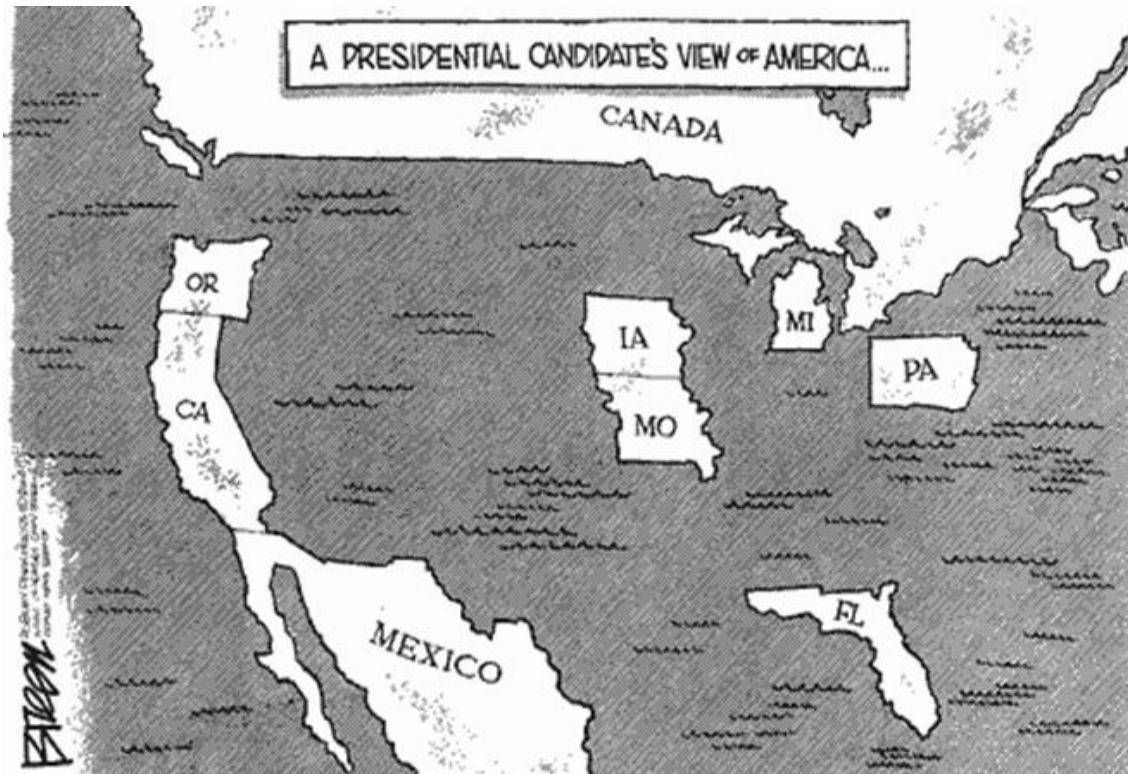 A PRESIDENTIAL CANDIDATE'S VIEW OF AMERICA...
CANADA
OR
CA
IA
MO
MI
PA
FL
MEXICO